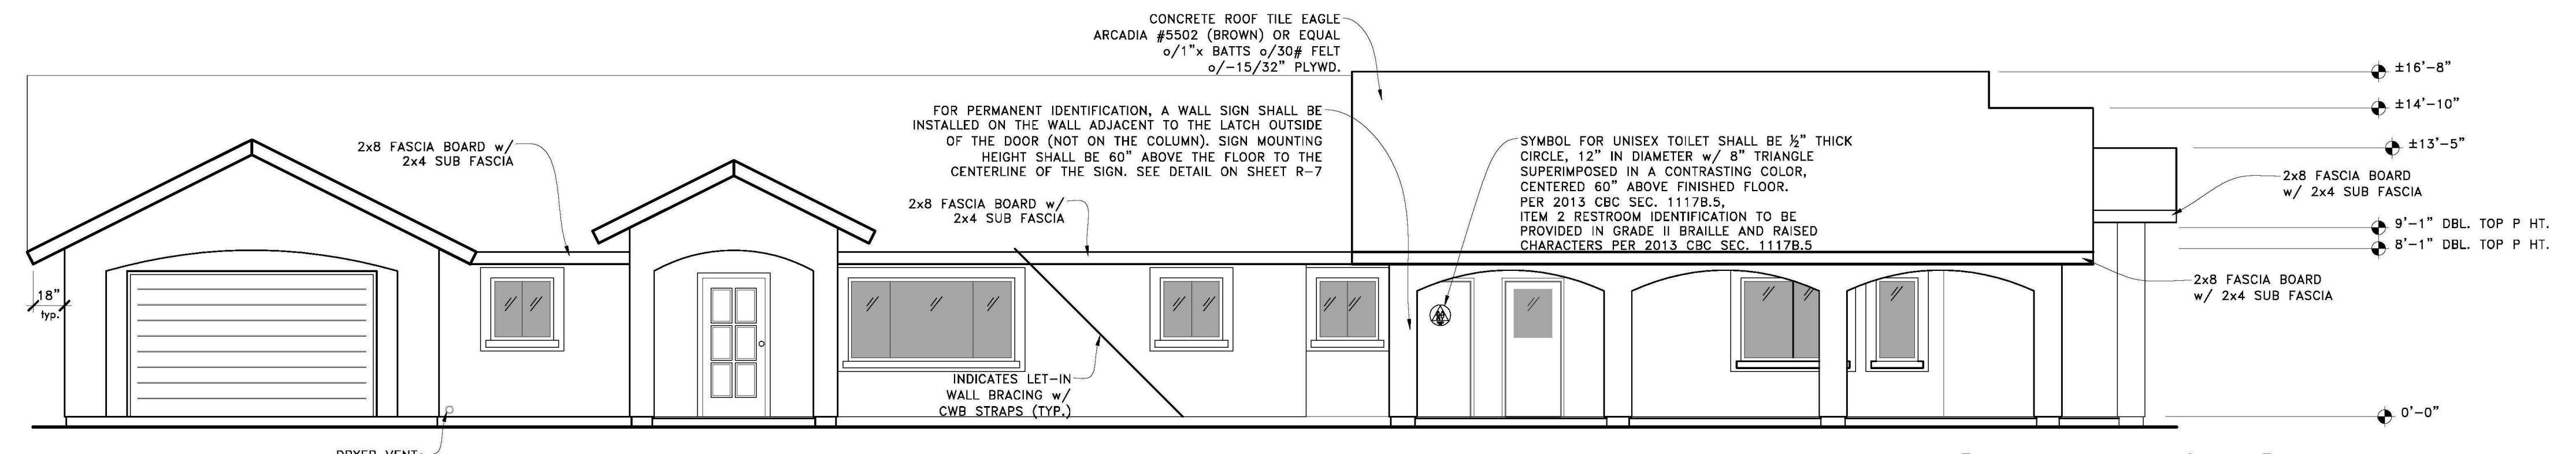 CONCRETE ROOF TILE EAGLE
ARCADIA #5502 (BROWN) OR EQUAL
o/1"x BATTS o/30# FELT
o/-15/32" PLYWD.
FOR PERMANENT IDENTIFICATION, A WALL SIGN SHALL BE
INSTALLED ON THE WALL ADJACENT TO THE LATCH OUTSIDE
OF THE DOOR (NOT ON THE COLUMN). SIGN MOUNTING
HEIGHT SHALL BE 60" ABOVE THE FLOOR TO THE
CENTERLINE OF THE SIGN. SEE DETAIL ON SHEET R-7
2x8 FASCIA BOARD w/
2x4 SUB FASCIA
2x8 FASCIA BOARD w/
2x4 SUB FASCIA
SYMBOL FOR UNISEX TOILET SHALL BE ½" THICK
CIRCLE, 12" IN DIAMETER w/ 8" TRIANGLE
SUPERIMPOSED IN A CONTRASTING COLOR,
CENTERED 60" ABOVE FINISHED FLOOR.
PER 2013 CBC SEC. 1117B.5,
ITEM 2 RESTROOM IDENTIFICATION TO BE
PROVIDED IN GRADE II BRAILLE AND RAISED
CHARACTERS PER 2013 CBC SEC. 1117B.5
±16'-8"
±14'-10"
±13'-5"
2x8 FASCIA BOARD
w/ 2x4 SUB FASCIA
9'-1" DBL. TOP P HT.
8'-1" DBL. TOP P HT.
2x8 FASCIA BOARD
w/ 2x4 SUB FASCIA
18"
typ.
INDICATES LET-IN
WALL BRACING w/
CWB STRAPS (TYP.)
0'-0"
DRYER VENT